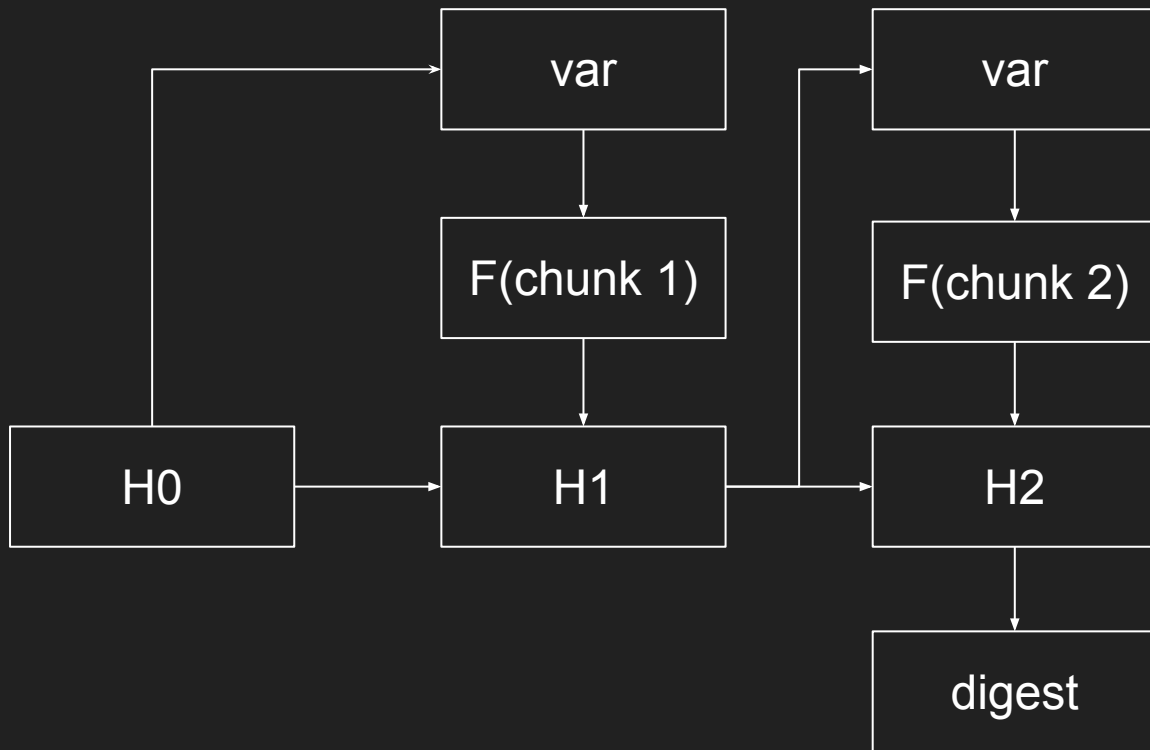 var
var
F(chunk 1)
F(chunk 2)
H0
H1
H2
digest